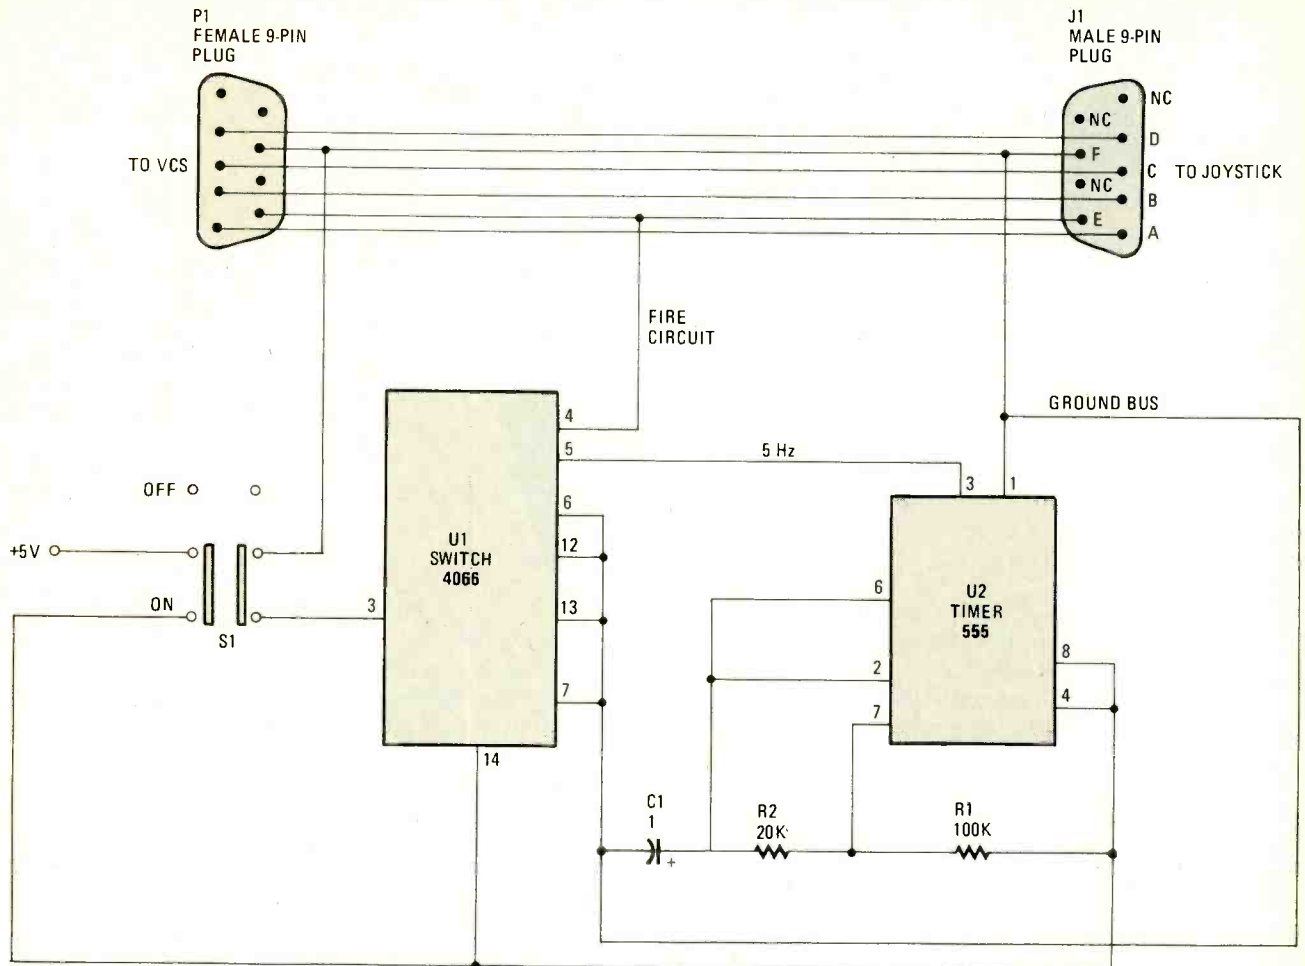 P1
FEMALE 9-PIN
PLUG
J1
MALE 9-PIN
PLUG
NC
NC
D
F
TO VCS
C
TO JOYSTICK
NC
B
E
A
FIRE
CIRCUIT
GROUND BUS
4
5
5 Hz
3
1
OFF
6
+5V
12
U1
SWITCH
4066
6
U2
TIMER
555
ON
3
13
S1
8
2
7
4
7
14
C1
1
+
R2
20K
R1
100K